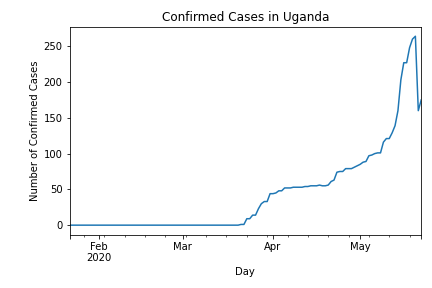 Confirmed Cases in Uganda
Number of Confirmed Cases
250
200
150
100
50
0
Feb
2020
Mar
Apr
May
Day